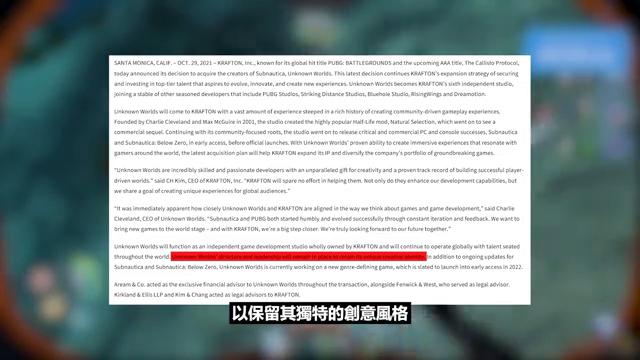 SANTA MONICA, CALIF. – OCT. 29, 2021 – KRAFTON, Inc., known for its global hit title PUBG: BATTLEGROUNDS and the upcoming AAA title, The Callisto Protocol,
today announced its decision to acquire the creators of Subnautica, Unknown Worlds. This latest decision continues KRAFTON's expansion strategy of securing
and investing in top-tier talent that aspires to evolve, innovate, and create new experiences. Unknown Worlds becomes KRAFTON's sixth independent studio,
joining a stable of other seasoned developers that include PUBG Studios, Striking Distance Studios, Bluehole Studio, RisingWings and Dreamotion.
Unknown Worlds will come to KRAFTON with a vast amount of experience steeped in a rich history of creating community-driven gameplay experiences.
Founded by Charlie Cleveland and Max McGuire in 2001, the studio created the highly popular Half-Life mod, Natural Selection, which went on to see a
commercial sequel. Continuing with its community-focused roots, the studio went on to release critical and commercial PC and console successes, Subnautica
and Subnautica: Below Zero, in early access, before official launches. With Unknown Worlds' proven ability to create immersive experiences that resonate with
gamers around the world, the latest acquisition plan will help KRAFTON expand its IP and diversify the company's portfolio of groundbreaking games.
"Unknown Worlds are incredibly skilled and passionate developers with an unparalleled gift for creativity and a proven track record of building successful player-
driven worlds." said CH Kim, CEO of KRAFTON, Inc. "KRAFTON will spare no effort in helping them. Not only do they enhance our development capabilities, but
we share a goal of creating unique experiences for global audiences."
"It was immediately apparent how closely Unknown Worlds and KRAFTON are aligned in the way we think about games and game development," said Charlie
Cleveland, CEO of Unknown Worlds. "Subnautica and PUBG both started humbly and evolved successfully through constant iteration and feedback. We want to
bring new games to the world stage – and with KRAFTON, we're a big step closer. We're truly looking forward to our future together."
Unknown Worlds will function as an independent game development studio wholly owned by KRAFTON and will continue to operate globally with talent seated
throughout the world. Unknown Worlds' structure and leadership will remain in place to retain its unique creative identity. In addition to ongoing updates for
Subnautica and Subnautica: Below Zero, Unknown Worlds is currently working on a new genre-defining game, which is slated to launch into early access in 2022.
Aream & Co. acted as the exclusive financial advisor to Unknown Worlds throughout the transaction, alongside Fenwick & West, who served as legal advisor.
Kirkland & Ellis LLP and Kim & Chang acted as legal advisors to KRAFTON.
以保留其獨特的創意風格